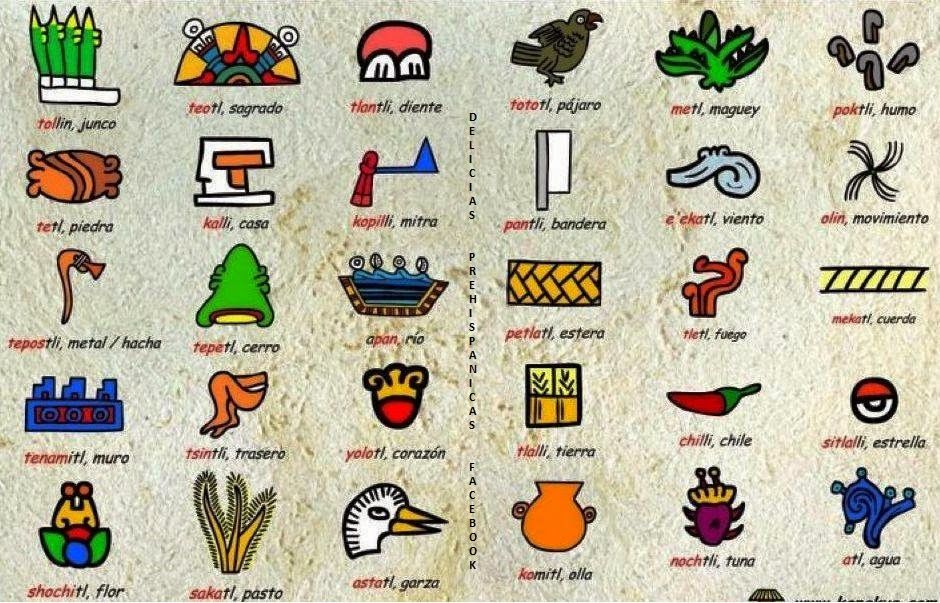 tollin, junco
teotl, sagrado
tlantli, diente
tototl, pájaro
metl, maguey
poktli, humo
tetl, piedra
kalli, casa
kopilli, mitra
pantli, bandera
e´ekatl, viento
olin, movimiento
tepostli, metal / hacha
tepetl, cerro
apan, río
petlatl, estera
tletl, fuego
mekatl, cuerda
tenamitl, muro
tsintli, trasero
yolotl, corazón
tlalli, tierra
chilli, chile
sitlalli, estrella
shochitl, flor
sakatl, pasto
astatl, garza
komitl, olla
nochtli, tuna
atl, agua
DELICIAS PREHISPANICAS FACEBOOK